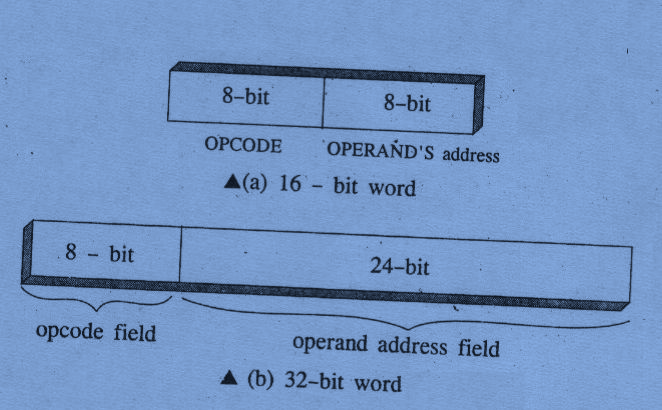 8-bit 8-bit
OPCODE OPERAND'S address
▲(a) 16 - bit word
8 - bit 24-bit
opcode field operand address field
▲ (b) 32-bit word